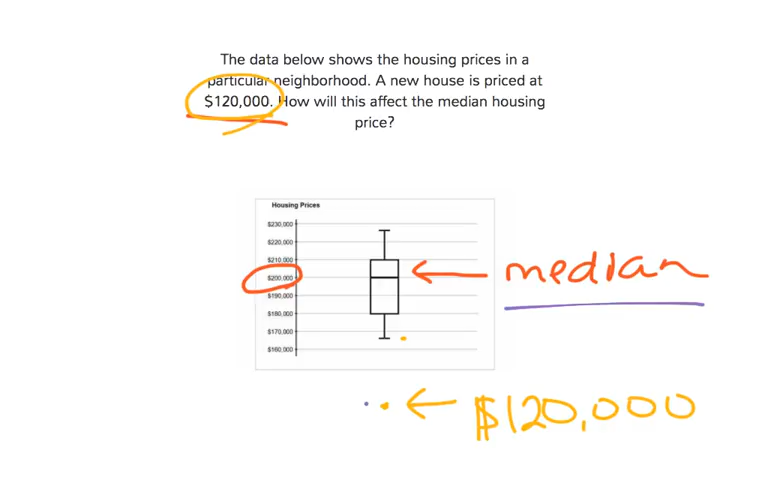 The data below shows the housing prices in a
particular neighborhood. A new house is priced at
$120,000. How will this affect the median housing
price?
Housing Prices
$230,000
$220,000
$210,000
$200,000
$190,000
$180,000
$170,000
$160,000
median
$120,000